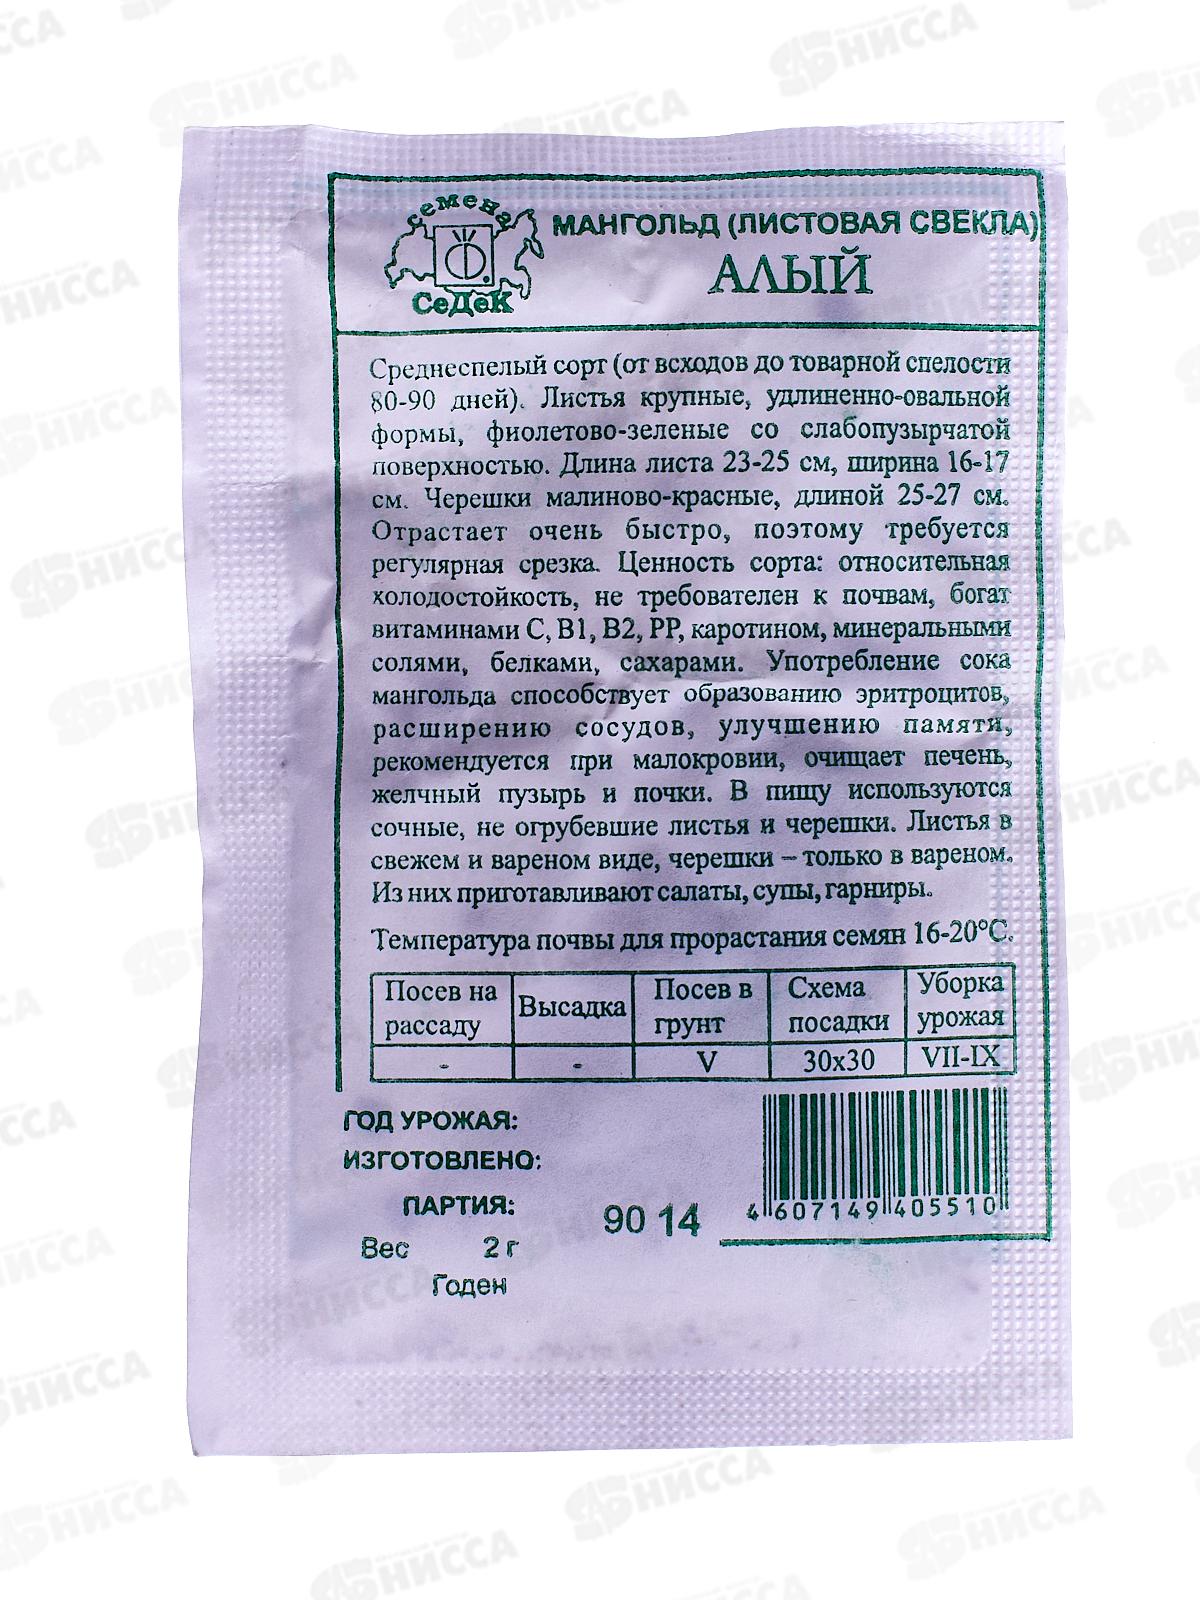 семена
СеДеК
МАНГОЛЬД (ЛИСТОВАЯ СВЕКЛА)
АЛЫЙ
Среднеспелый сорт (от всходов до товарной спелости
80-90 дней). Листья крупные, удлиненно-овальной
формы, фиолетово-зеленые со слабопузырчатой
поверхностью. Длина листа 23-25 см, ширина 16-17
см. Черешки малиново-красные, длиной 25-27 см.
Отрастает очень быстро, поэтому требуется
регулярная срезка. Ценность сорта: относительная
холодостойкость, не требователен к почвам, богат
витаминами С, В1, В2, РР, каротином, минеральными
солями, белками, сахарами. Употребление сока
мангольда способствует образованию эритроцитов,
расширению сосудов, улучшению памяти,
рекомендуется при малокровии, очищает печень,
желчный пузырь и почки. В пищу используются
сочные, не огрубевшие листья и черешки. Листья в
свежем и вареном виде, черешки – только в вареном.
Из них приготавливают салаты, супы, гарниры.
Температура почвы для прорастания семян 16-20°С.
Посев на рассаду Высадка Посев в грунт Схема посадки Уборка урожая
- - V 30х30 VII-IX
ГОД УРОЖАЯ:
ИЗГОТОВЛЕНО:
ПАРТИЯ:
90 14
4 607149 405510
Вес 2 г
Годен
НИССА